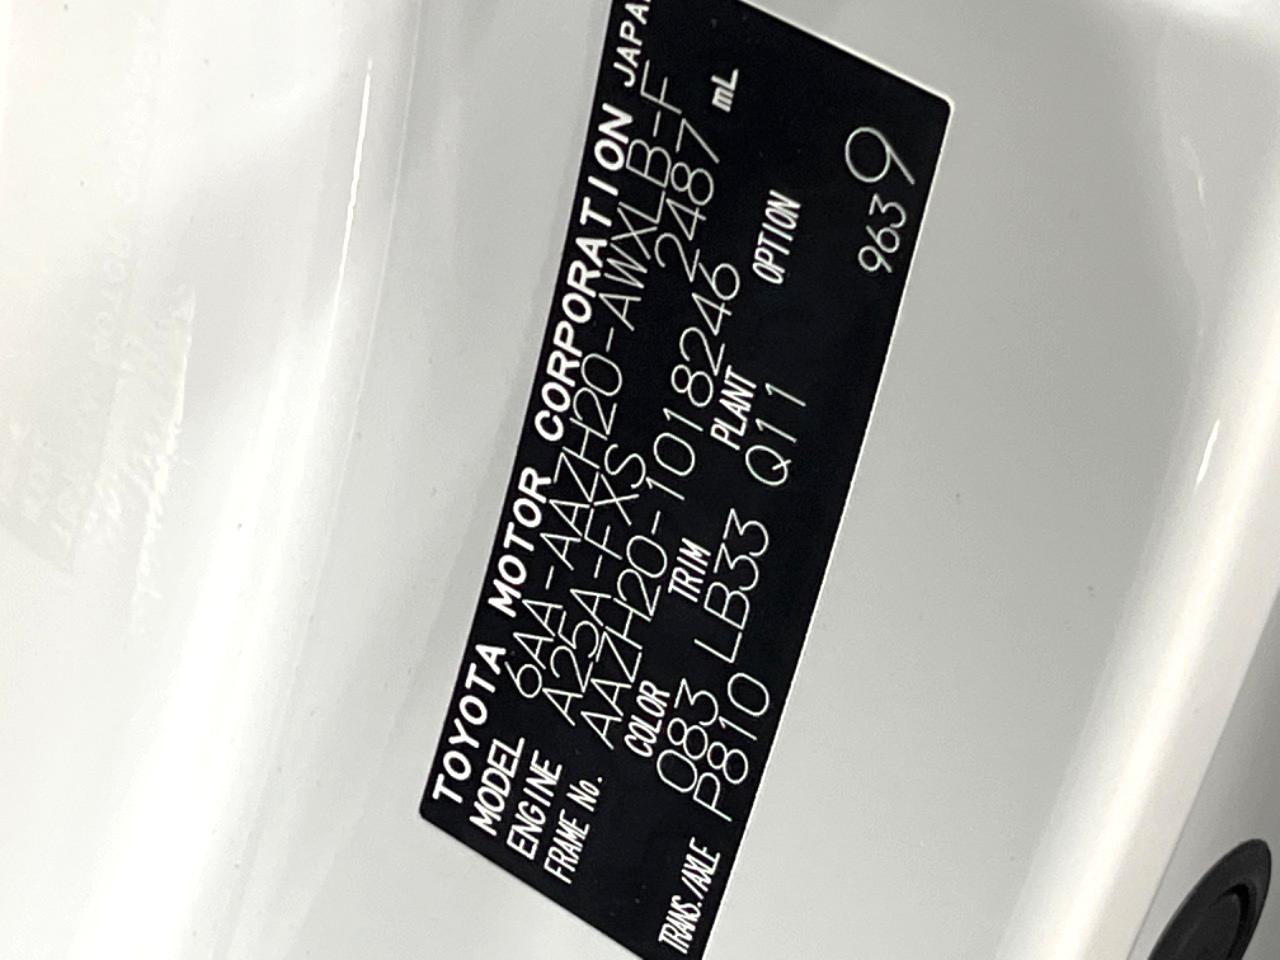 TOYOTA MOTOR CORPORATION JAPAN
MODEL 6AA-AAZH20-AWXLB-F
ENGINE A25A-FXS 2487 mL
FRAME No. AAZH20-1018246
COLOR TRIM PLANT OPTION
083 LB33 Q11
TRANS./AXLE P810
9639